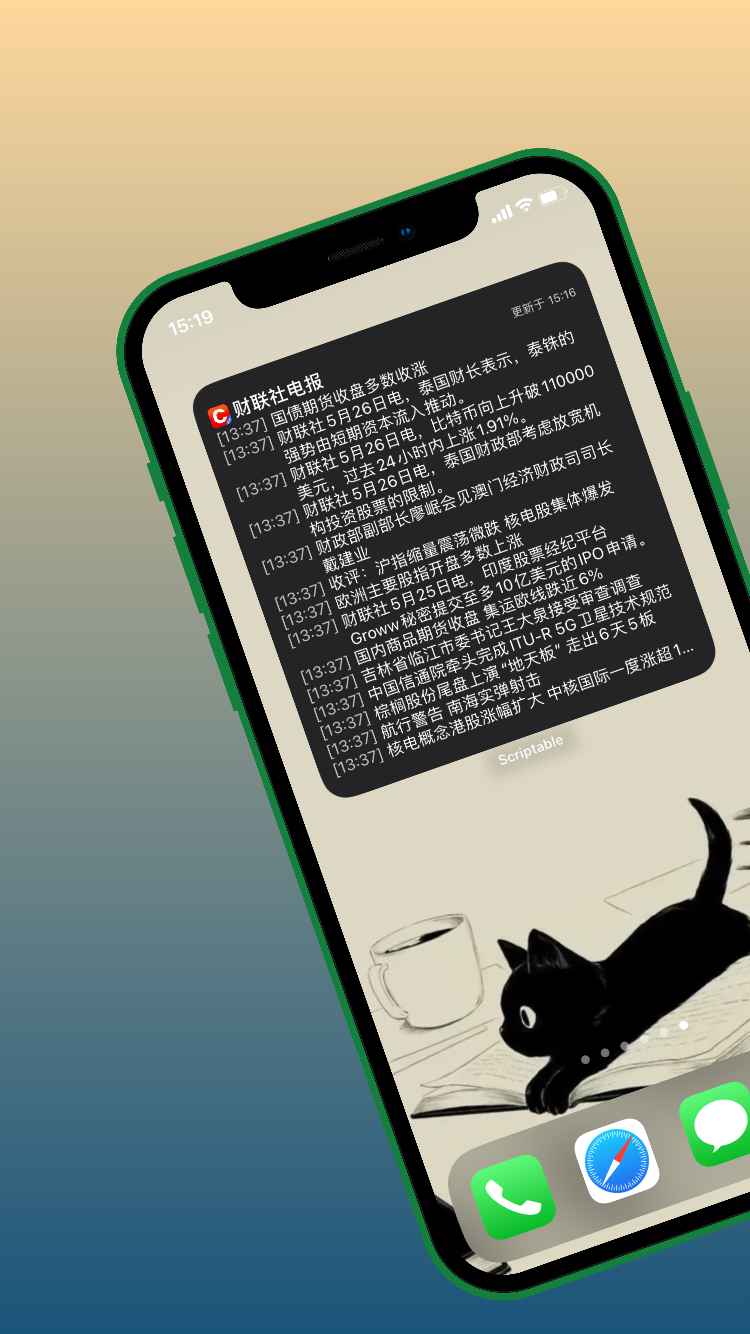 15:19
更新于 15:16
财联社电报
[13:37] 国债期货收盘多数收涨
[13:37] 财联社5月26日电，泰国财长表示，泰铢的
强势由短期资本流入推动。
[13:37] 财联社5月26日电，比特币向上升破110000
美元，过去24小时内上涨1.91%。
[13:37] 财联社5月26日电，泰国财政部考虑放宽机
构投资股票的限制。
[13:37] 财政部副部长廖岷会见澳门经济财政司司长
戴建业
[13:37] 收评：沪指缩量震荡微跌 核电股集体爆发
[13:37] 欧洲主要股指开盘多数上涨
[13:37] 财联社5月25日电，印度股票经纪平台
Groww秘密提交至多10亿美元的IPO申请。
[13:37] 国内商品期货收盘 集运欧线跌近6%
[13:37] 吉林省临江市委书记王大泉接受审查调查
[13:37] 中国信通院牵头完成ITU-R 5G卫星技术规范
[13:37] 棕榈股份尾盘上演“地天板” 走出6天5板
[13:37] 航行警告 南海实弹射击
[13:37] 核电概念港股涨幅扩大 中核国际一度涨超1...
Scriptable